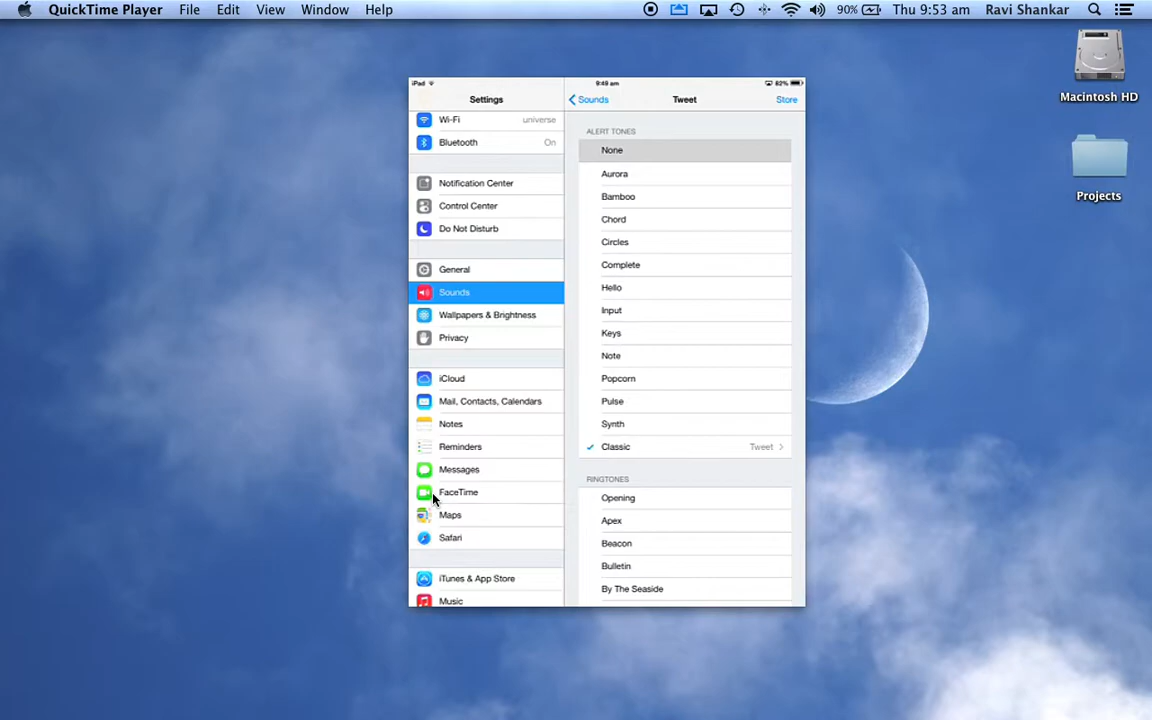 QuickTime Player File Edit View Window Help 90% Thu 9:53 am Ravi Shankar
Macintosh HD
Projects
iPad 9:49 am 82%
Settings
Wi-Fi universe
Bluetooth On
Notification Center
Control Center
Do Not Disturb
General
Sounds
Wallpapers & Brightness
Privacy
iCloud
Mail, Contacts, Calendars
Notes
Reminders
Messages
FaceTime
Maps
Safari
iTunes & App Store
Music
Sounds Tweet Store
ALERT TONES
None
Aurora
Bamboo
Chord
Circles
Complete
Hello
Input
Keys
Note
Popcorn
Pulse
Synth
Classic Tweet
RINGTONES
Opening
Apex
Beacon
Bulletin
By The Seaside